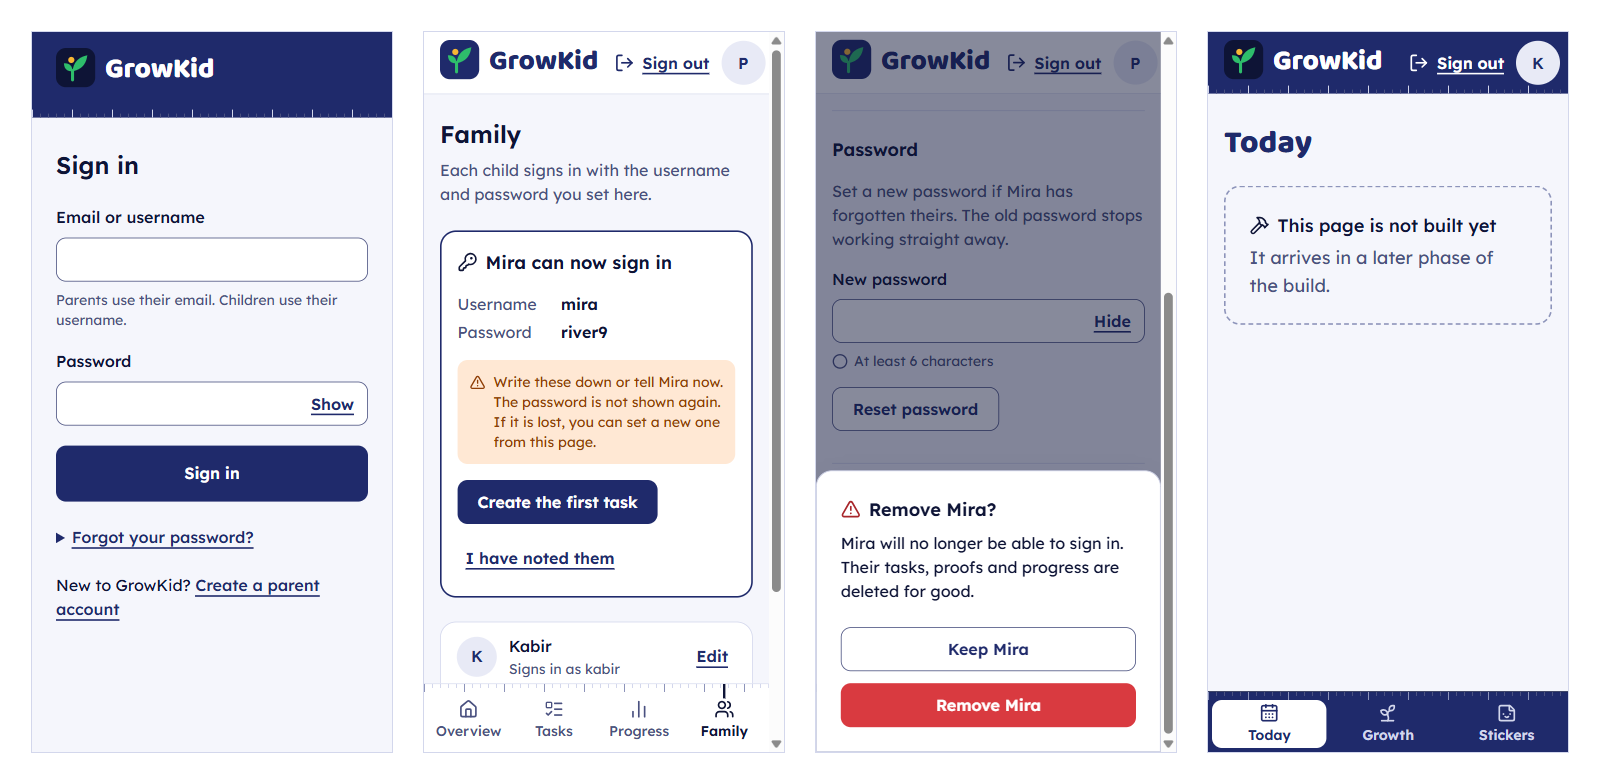 GrowKid
Sign in
Email or username
Parents use their email. Children use their
username.
Password
Show
Sign in
Forgot your password?
New to GrowKid? Create a parent
account
GrowKid
Sign out
P
Family
Each child signs in with the username
and password you set here.
Mira can now sign in
Username mira
Password river9
Write these down or tell Mira now.
The password is not shown again.
If it is lost, you can set a new one
from this page.
Create the first task
I have noted them
K
Kabir
Signs in as kabir
Edit
Overview
Tasks
Progress
Family
GrowKid
Sign out
P
Password
Set a new password if Mira has
forgotten theirs. The old password stops
working straight away.
New password
Hide
At least 6 characters
Reset password
Remove Mira?
Mira will no longer be able to sign in.
Their tasks, proofs and progress are
deleted for good.
Keep Mira
Remove Mira
GrowKid
Sign out
K
Today
This page is not built yet
It arrives in a later phase of
the build.
Today
Growth
Stickers